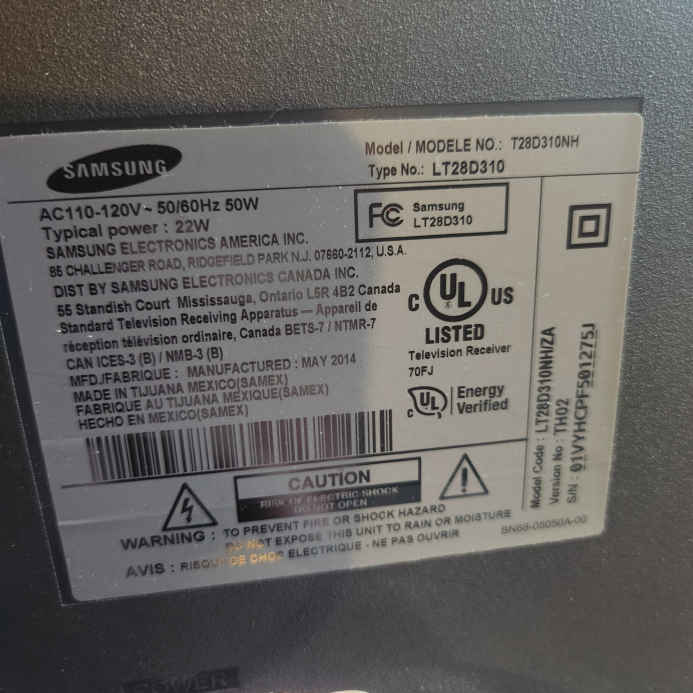 SAMSUNG
Model / MODELE NO.: T28D310NH
Type No.: LT28D310
AC110-120V~ 50/60Hz 50W
Typical power : 22W
FC Samsung
LT28D310
SAMSUNG ELECTRONICS AMERICA INC.
85 CHALLENGER ROAD, RIDGEFIELD PARK N.J. 07660-2112, U.S.A.
DIST BY SAMSUNG ELECTRONICS CANADA INC.
55 Standish Court Mississauga, Ontario L5R 4B2 Canada
Standard Television Receiving Apparatus — Appareil de
réception télévision ordinaire, Canada BETS-7 / NTMR-7
CAN ICES-3 (B) / NMB-3 (B)
MFD./FABRIQUE : MANUFACTURED : MAY 2014
MADE IN TIJUANA MEXICO(SAMEX)
FABRIQUE AU TIJUANA MEXIQUE(SAMEX)
HECHO EN MEXICO(SAMEX)
C UL US
LISTED
Television Receiver
70FJ
c UL Energy
Verified
CAUTION
RISK OF ELECTRIC SHOCK
DO NOT OPEN
WARNING : TO PREVENT FIRE OR SHOCK HAZARD
DO NOT EXPOSE THIS UNIT TO RAIN OR MOISTURE
AVIS : RISQUE DE CHOC ELECTRIQUE - NE PAS OUVRIR
BN68-05050A-00
Model Code : LT28D310NH/ZA
Version No : TH02
S/N : 01VYHCPF501275J
POWER